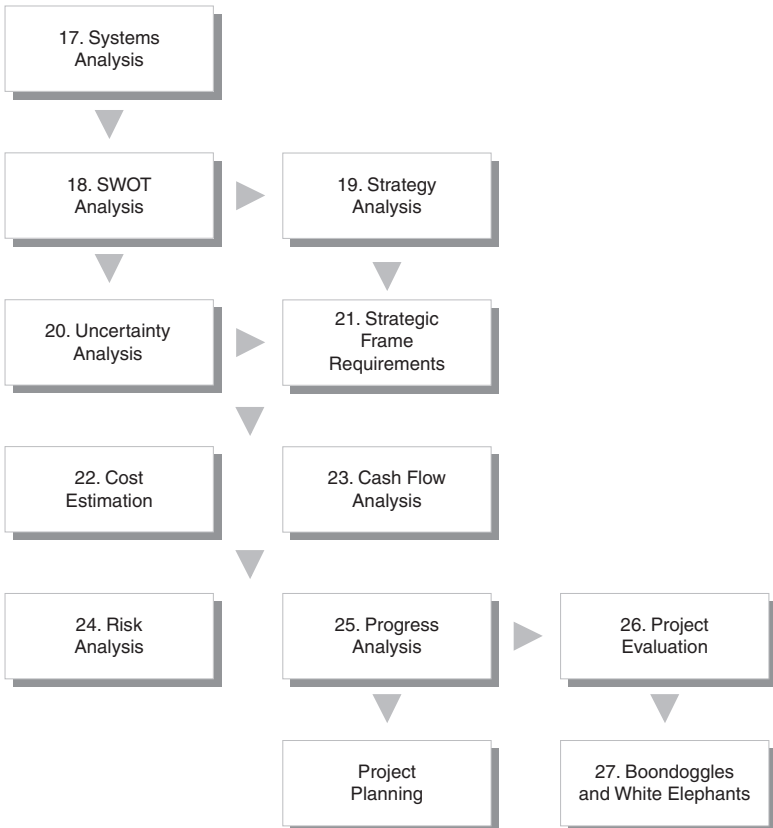 17. Systems
Analysis
18. SWOT
Analysis
19. Strategy
Analysis
20. Uncertainty
Analysis
21. Strategic
Frame
Requirements
22. Cost
Estimation
23. Cash Flow
Analysis
24. Risk
Analysis
25. Progress
Analysis
26. Project
Evaluation
Project
Planning
27. Boondoggles
and White Elephants